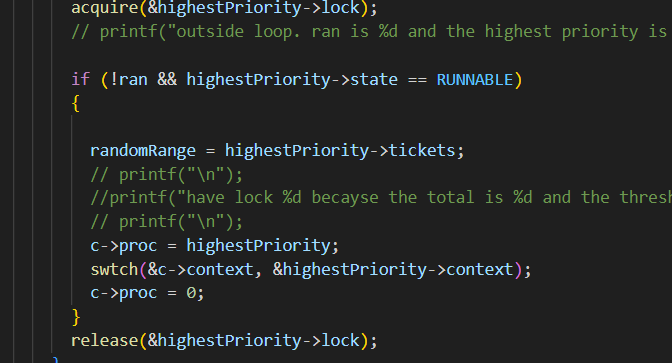 acquire(&highestPriority->lock);
// printf("outside loop. ran is %d and the highest priority is
if (!ran && highestPriority->state == RUNNABLE)
{
randomRange = highestPriority->tickets;
// printf("\n");
//printf("have lock %d becayse the total is %d and the thresh
// printf("\n");
c->proc = highestPriority;
swtch(&c->context, &highestPriority->context);
c->proc = 0;
}
release(&highestPriority->lock);
}